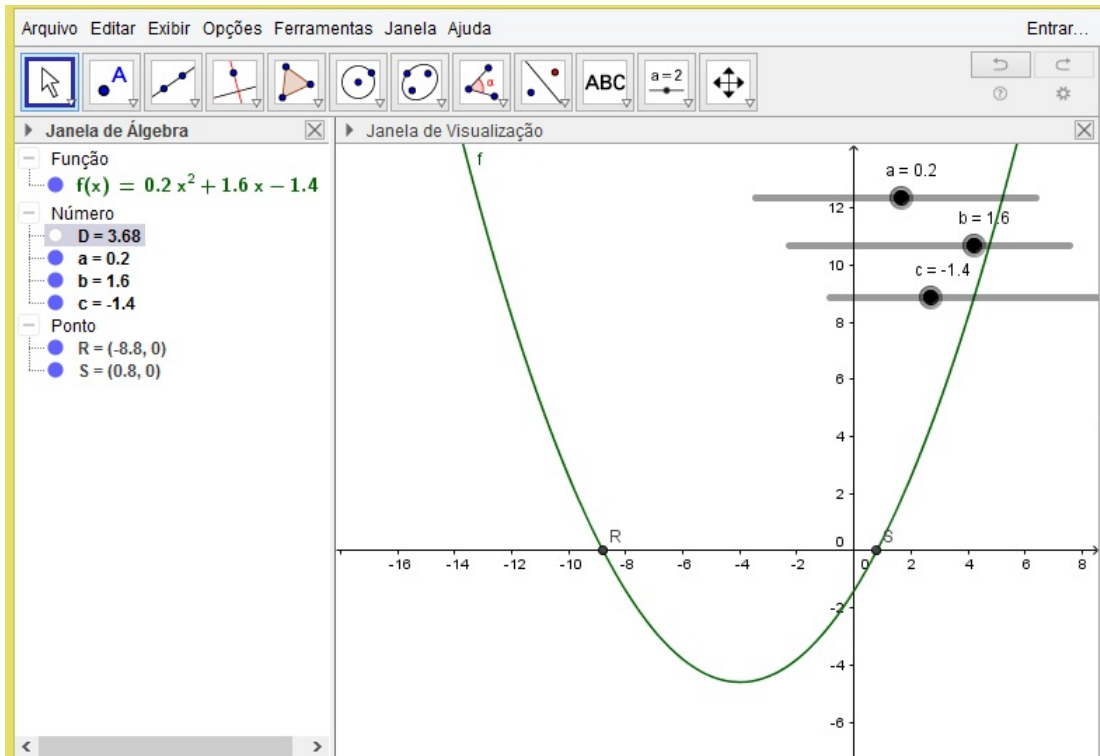 Arquivo Editar Exibir Opções Ferramentas Janela Ajuda Entrar...
A α ABC a=2
Janela de Álgebra
Janela de Visualização
Função
f(x) = 0.2 x² + 1.6 x − 1.4
Número
D = 3.68
a = 0.2
b = 1.6
c = -1.4
Ponto
R = (-8.8, 0)
S = (0.8, 0)
f
a = 0.2
12
b = 1.6
10
c = -1.4
8
6
4
2
0
R S
-16 -14 -12 -10 -8 -6 -4 -2 0 2 4 6 8
-2
-4
-6